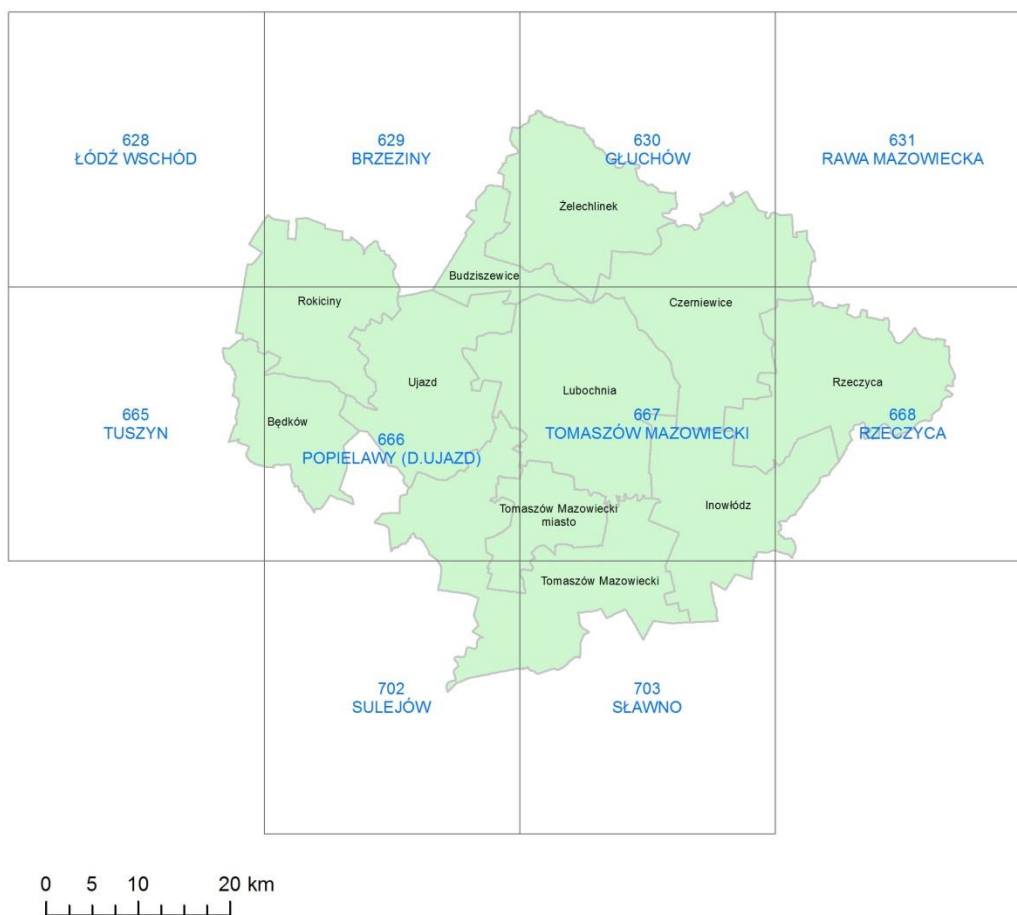 628
ŁÓDŹ WSCHÓD
629
BRZEZINY
630
GŁUCHÓW
631
RAWA MAZOWIECKA
Żelechlinek
Budziszewice
Rokiciny
Czerniewice
Ujazd
Lubochnia
Rzeczyca
665
TUSZYN
Będków
666
POPIELAWY (D.UJAZD)
667
TOMASZÓW MAZOWIECKI
668
RZECZYCA
Tomaszów Mazowiecki
miasto
Inowłódz
Tomaszów Mazowiecki
702
SULEJÓW
703
SŁAWNO
0 5 10 20 km